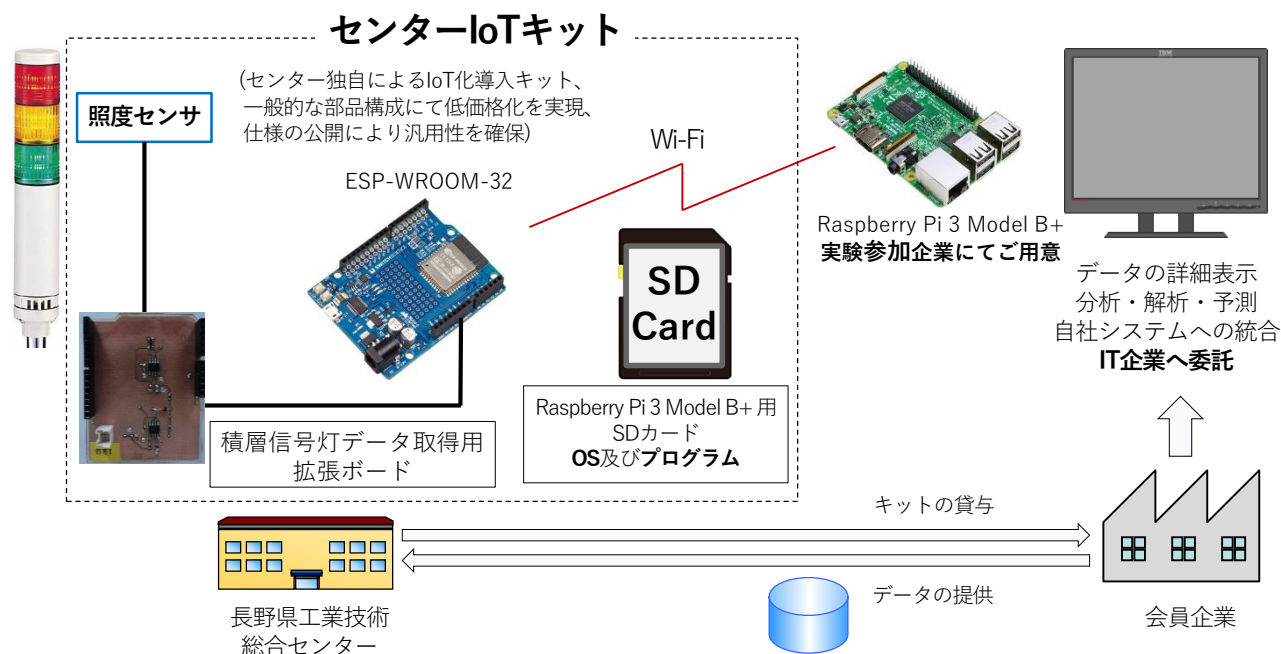 センターIoTキット
(センター独自によるIoT化導入キット、
一般的な部品構成にて低価格化を実現、
仕様の公開により汎用性を確保)
照度センサ
ESP-WROOM-32
Wi-Fi
IBM
Raspberry Pi 3 Model B+
実験参加企業にてご用意
SD
Card
データの詳細表示
分析・解析・予測
自社システムへの統合
IT企業へ委託
積層信号灯データ取得用
拡張ボード
Raspberry Pi 3 Model B+ 用
SDカード
OS及びプログラム
キットの貸与
データの提供
長野県工業技術
総合センター
会員企業